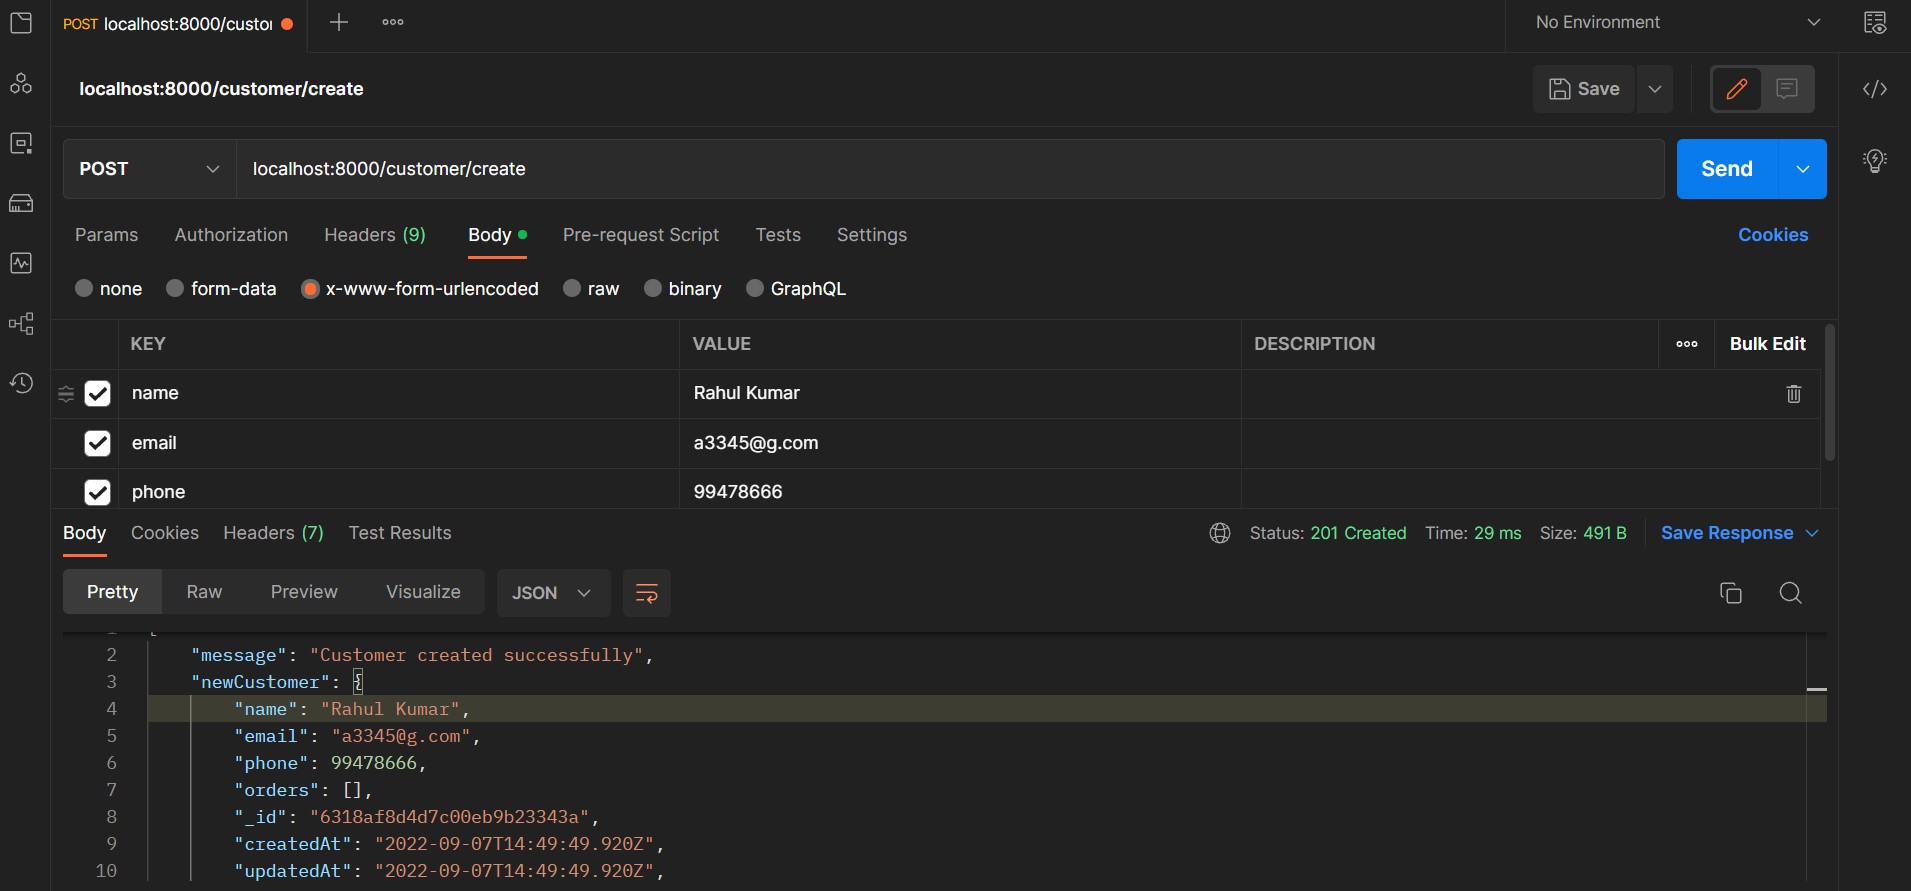 POST localhost:8000/custor
No Environment
localhost:8000/customer/create
Save
POST
localhost:8000/customer/create
Send
Params Authorization Headers (9) Body Pre-request Script Tests Settings Cookies
none form-data x-www-form-urlencoded raw binary GraphQL
KEY VALUE DESCRIPTION Bulk Edit
name Rahul Kumar
email a3345@g.com
phone 99478666
Body Cookies Headers (7) Test Results Status: 201 Created Time: 29 ms Size: 491 B Save Response
Pretty Raw Preview Visualize JSON
2 "message": "Customer created successfully",
3 "newCustomer": {
4 "name": "Rahul Kumar",
5 "email": "a3345@g.com",
6 "phone": 99478666,
7 "orders": [],
8 "_id": "6318af8d4d7c00eb9b23343a",
9 "createdAt": "2022-09-07T14:49:49.920Z",
10 "updatedAt": "2022-09-07T14:49:49.920Z",